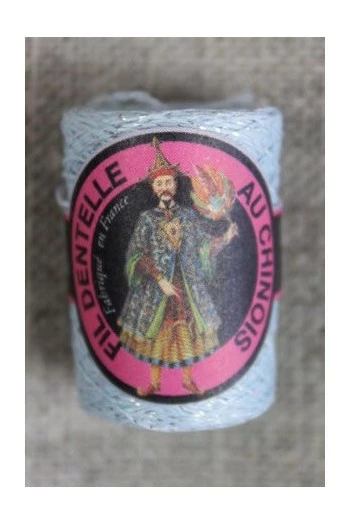 FIL DENTELLE
AU CHINOIS
Fabriqué en France